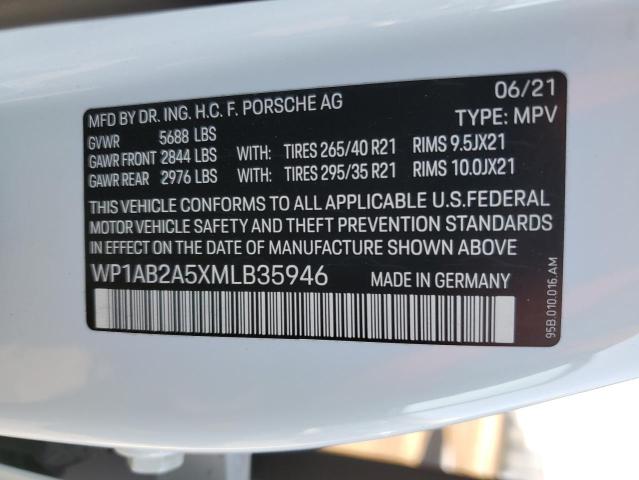 MFD BY DR. ING. H.C. F. PORSCHE AG 06/21
GVWR 5688 LBS TYPE: MPV
GAWR FRONT 2844 LBS WITH: TIRES 265/40 R21 RIMS 9.5JX21
GAWR REAR 2976 LBS WITH: TIRES 295/35 R21 RIMS 10.0JX21
THIS VEHICLE CONFORMS TO ALL APPLICABLE U.S.FEDERAL
MOTOR VEHICLE SAFETY AND THEFT PREVENTION STANDARDS
IN EFFECT ON THE DATE OF MANUFACTURE SHOWN ABOVE
WP1AB2A5XMLB35946 MADE IN GERMANY
95B.010.016.AM